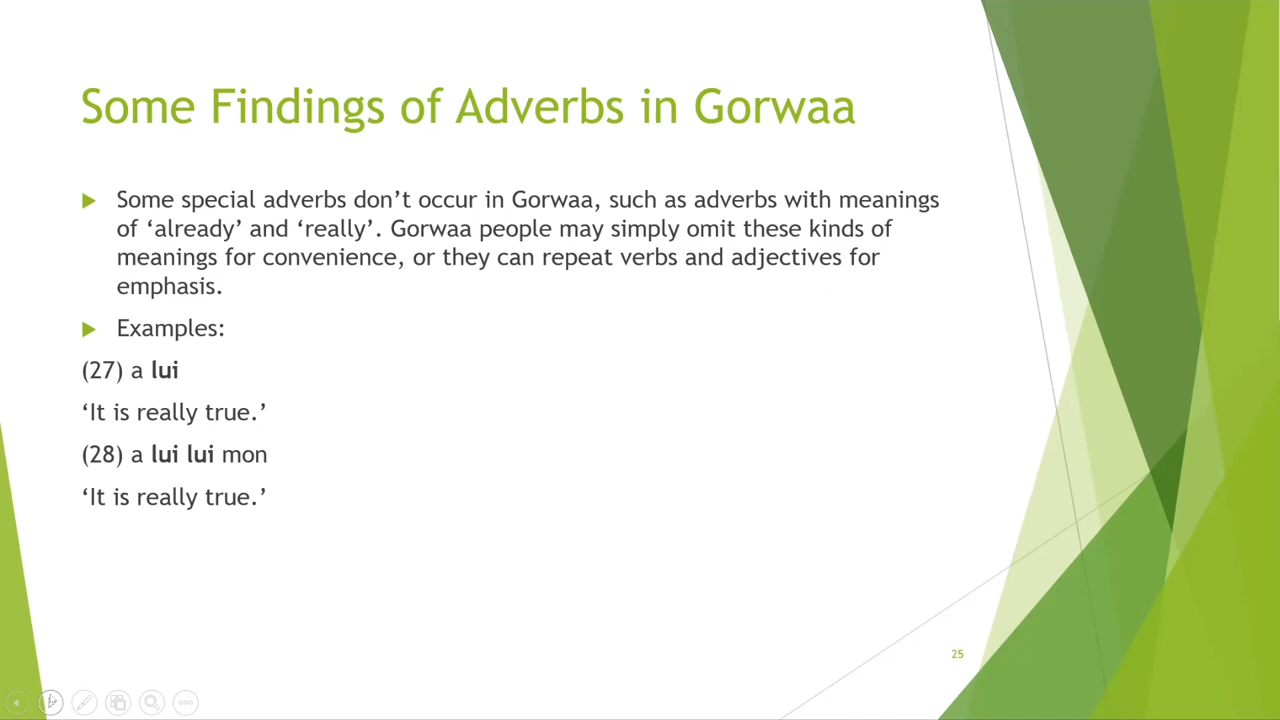 Some Findings of Adverbs in Gorwaa
Some special adverbs don’t occur in Gorwaa, such as adverbs with meanings
of ‘already’ and ‘really’. Gorwaa people may simply omit these kinds of
meanings for convenience, or they can repeat verbs and adjectives for
emphasis.
Examples:
(27) a lui
‘It is really true.’
(28) a lui lui mon
‘It is really true.’
25